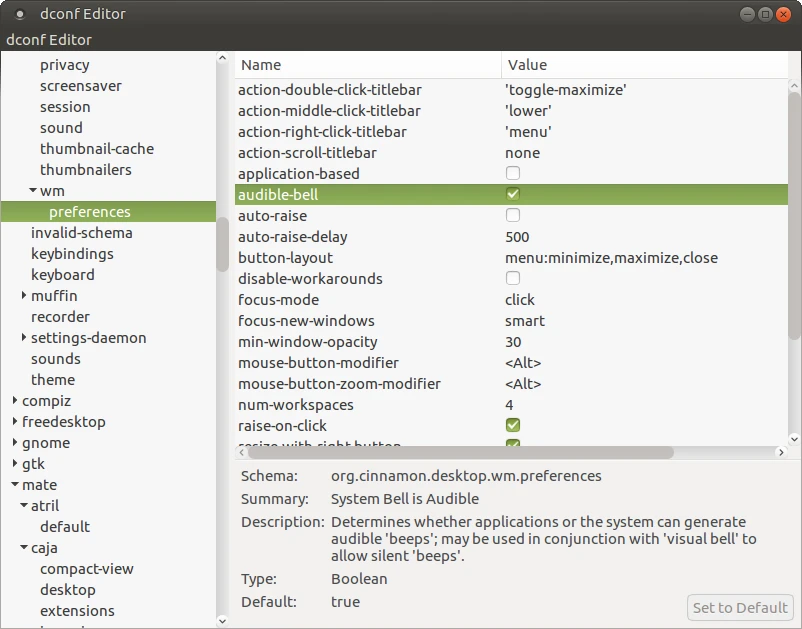 dconf Editor
dconf Editor
privacy
screensaver
session
sound
thumbnail-cache
thumbnailers
wm
preferences
invalid-schema
keybindings
keyboard
muffin
recorder
settings-daemon
sounds
theme
compiz
freedesktop
gnome
gtk
mate
atril
default
caja
compact-view
desktop
extensions
Name Value
action-double-click-titlebar 'toggle-maximize'
action-middle-click-titlebar 'lower'
action-right-click-titlebar 'menu'
action-scroll-titlebar none
application-based
audible-bell
auto-raise
auto-raise-delay 500
button-layout menu:minimize,maximize,close
disable-workarounds
focus-mode click
focus-new-windows smart
min-window-opacity 30
mouse-button-modifier <Alt>
mouse-button-zoom-modifier <Alt>
num-workspaces 4
raise-on-click
resize-with-right-button
Schema: org.cinnamon.desktop.wm.preferences
Summary: System Bell is Audible
Description: Determines whether applications or the system can generate
audible 'beeps'; may be used in conjunction with 'visual bell' to
allow silent 'beeps'.
Type: Boolean
Default: true
Set to Default